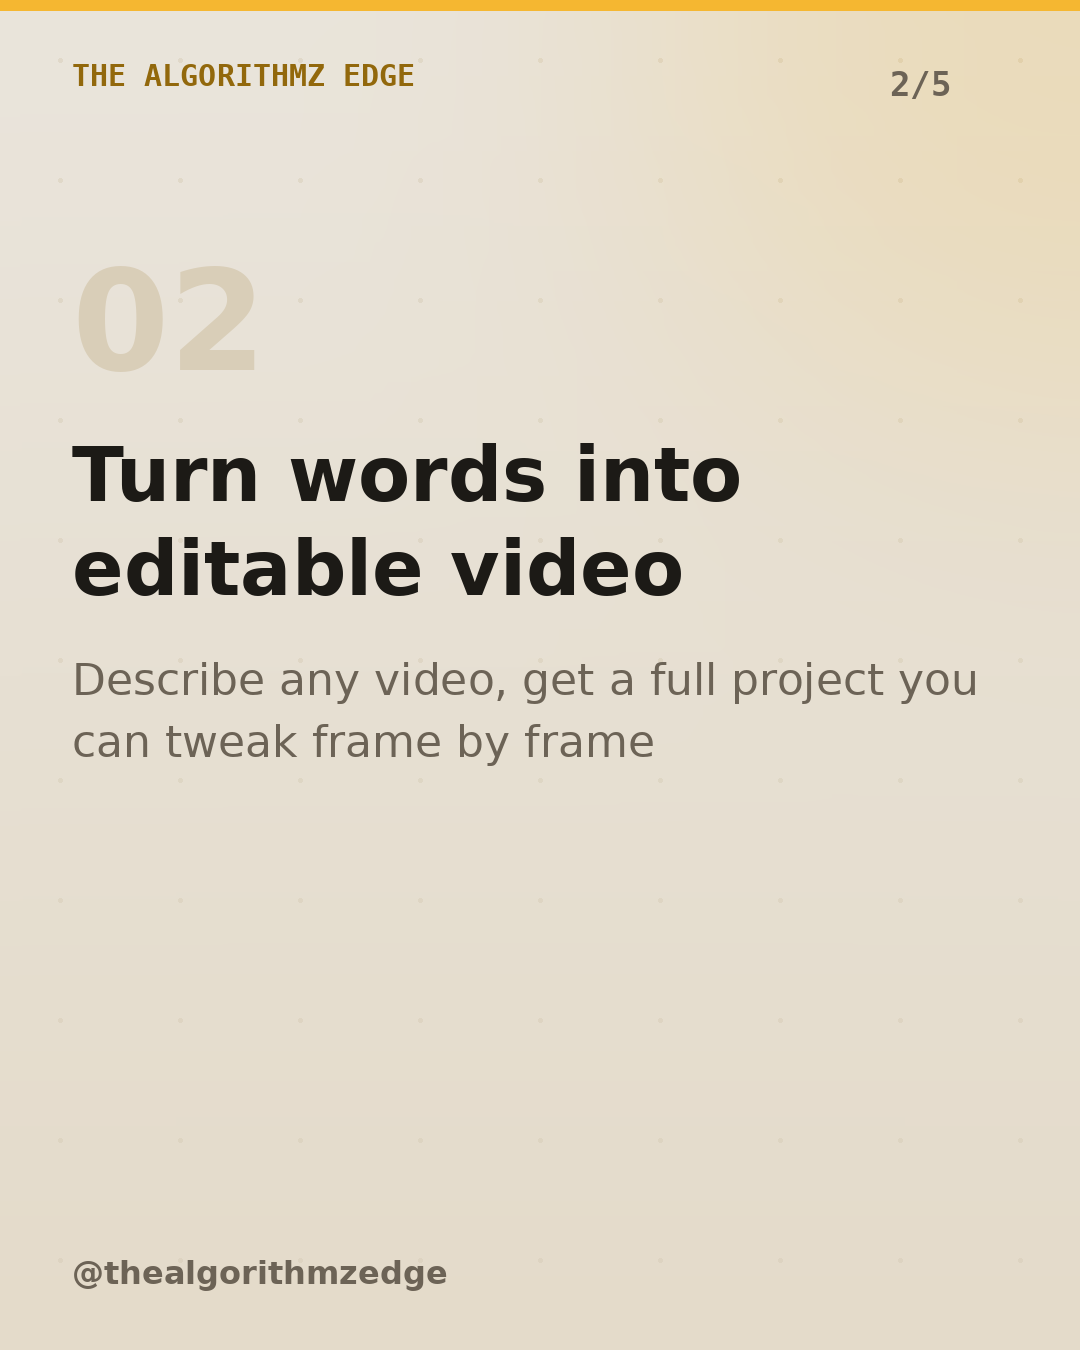 THE ALGORITHMZ EDGE
2/5
02
Turn words into
editable video
Describe any video, get a full project you
can tweak frame by frame
@thealgorithmzedge